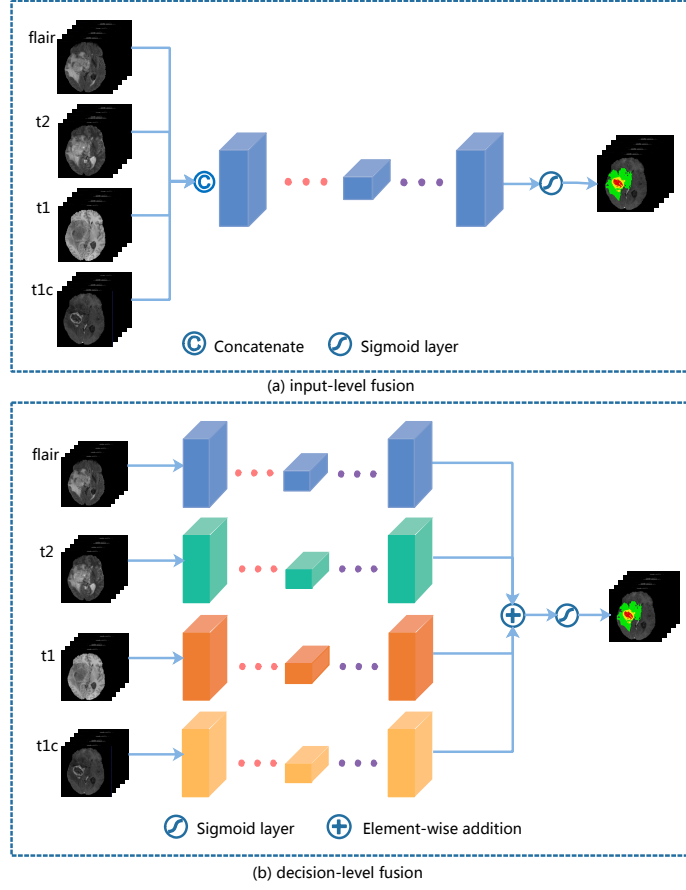 flair
t2
t1
t1c
C Concatenate Sigmoid layer
(a) input-level fusion
flair
t2
t1
t1c
Sigmoid layer Element-wise addition
(b) decision-level fusion